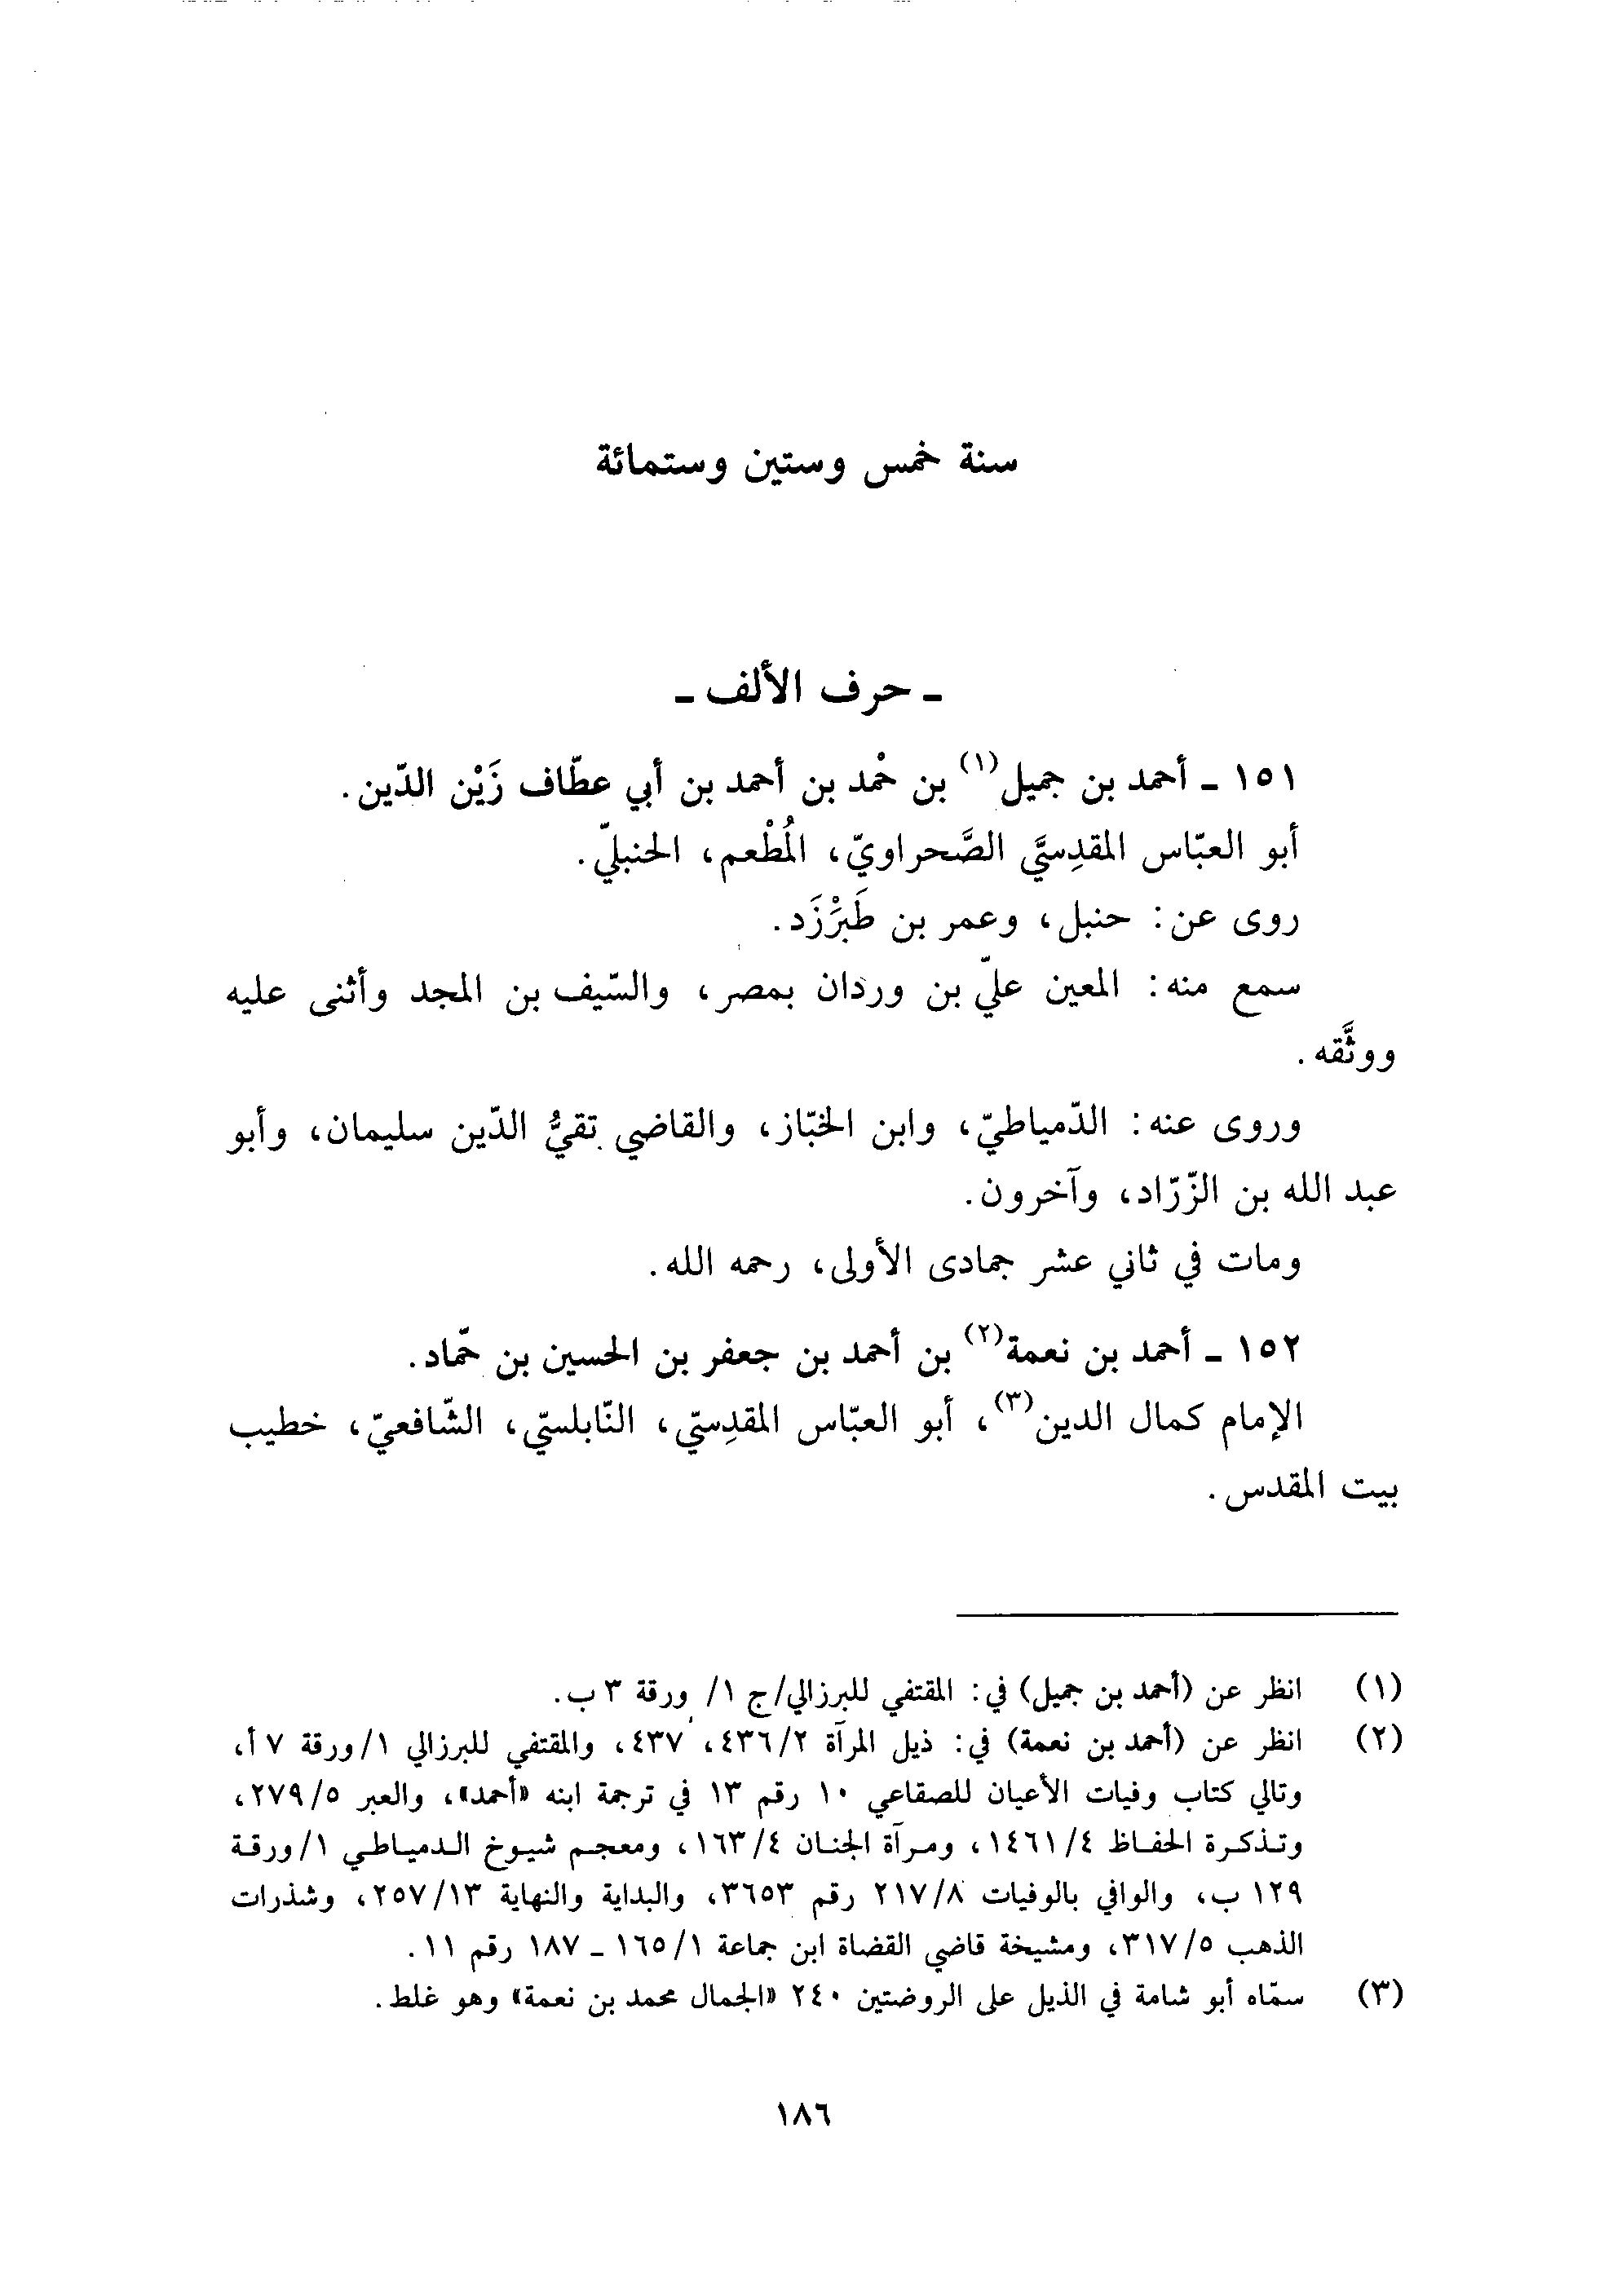 سنة خمس وستين وستمائة
ـ حرف الألف ـ
١٥١ ـ أحمد بن جميل(١) بن حمْد بن أحمد بن أبي عطّاف زَيْن الدّين.
أبو العبّاس المقدِسيَّ الصَّحراويّ، المُطْعم، الحنبليّ.
روى عن: حنبل، وعمر بن طَبَرْزَد.
سمع منه: المعين عليّ بن وردان بمصر، والسّيف بن المجد وأثنى عليه
ووثَّقه.
وروى عنه: الدّمياطيّ، وابن الخبّاز، والقاضي تقيُّ الدّين سليمان، وأبو
عبد الله بن الزّرّاد، وآخرون.
ومات في ثاني عشر جمادى الأولى، رحمه الله.
١٥٢ ـ أحمد بن نعمة(٢) بن أحمد بن جعفر بن الحسين بن حمّاد.
الإمام كمال الدين(٣)، أبو العبّاس المقدِسيّ، النّابلسيّ، الشّافعيّ، خطيب
بيت المقدس.
(١) انظر عن (أحمد بن جميل) في: المقتفي للبرزالي/ج ١/ ورقة ٣ ب.
(٢) انظر عن (أحمد بن نعمة) في: ذيل المرآة ٢/٤٣٦، ٤٣٧، والمقتفي للبرزالي ١/ورقة ٧ أ،
وتالي كتاب وفيات الأعيان للصقاعي ١٠ رقم ١٣ في ترجمة ابنه «أحمد»، والعبر ٥/٢٧٩،
وتذكرة الحفاظ ٤/١٤٦١، ومرآة الجنان ٤/١٦٣، ومعجم شيوخ الدمياطي ١/ورقة
١٢٩ ب، والوافي بالوفيات ٨/٢١٧ رقم ٣٦٥٣، والبداية والنهاية ١٣/٢٥٧، وشذرات
الذهب ٥/٣١٧، ومشيخة قاضي القضاة ابن جماعة ١/١٦٥ ـ ١٨٧ رقم ١١.
(٣) سمّاه أبو شامة في الذيل على الروضتين ٢٤٠ «الجمال محمد بن نعمة» وهو غلط.
١٨٦